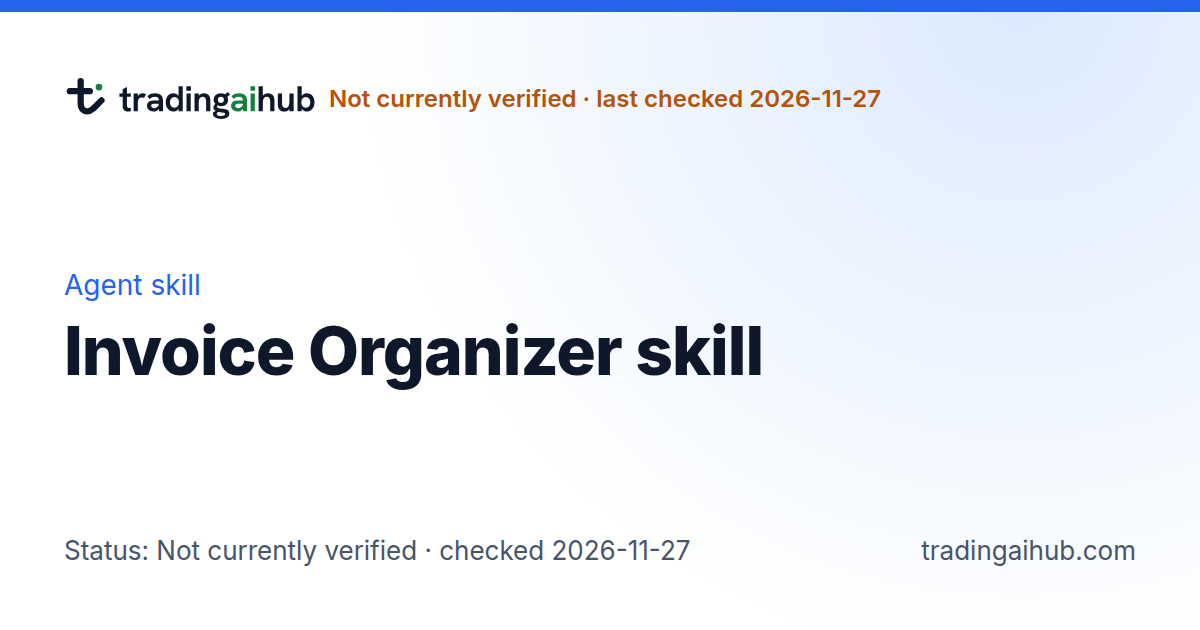 tradingaihub Not currently verified · last checked 2026-11-27
Agent skill
Invoice Organizer skill
Status: Not currently verified · checked 2026-11-27
tradingaihub.com